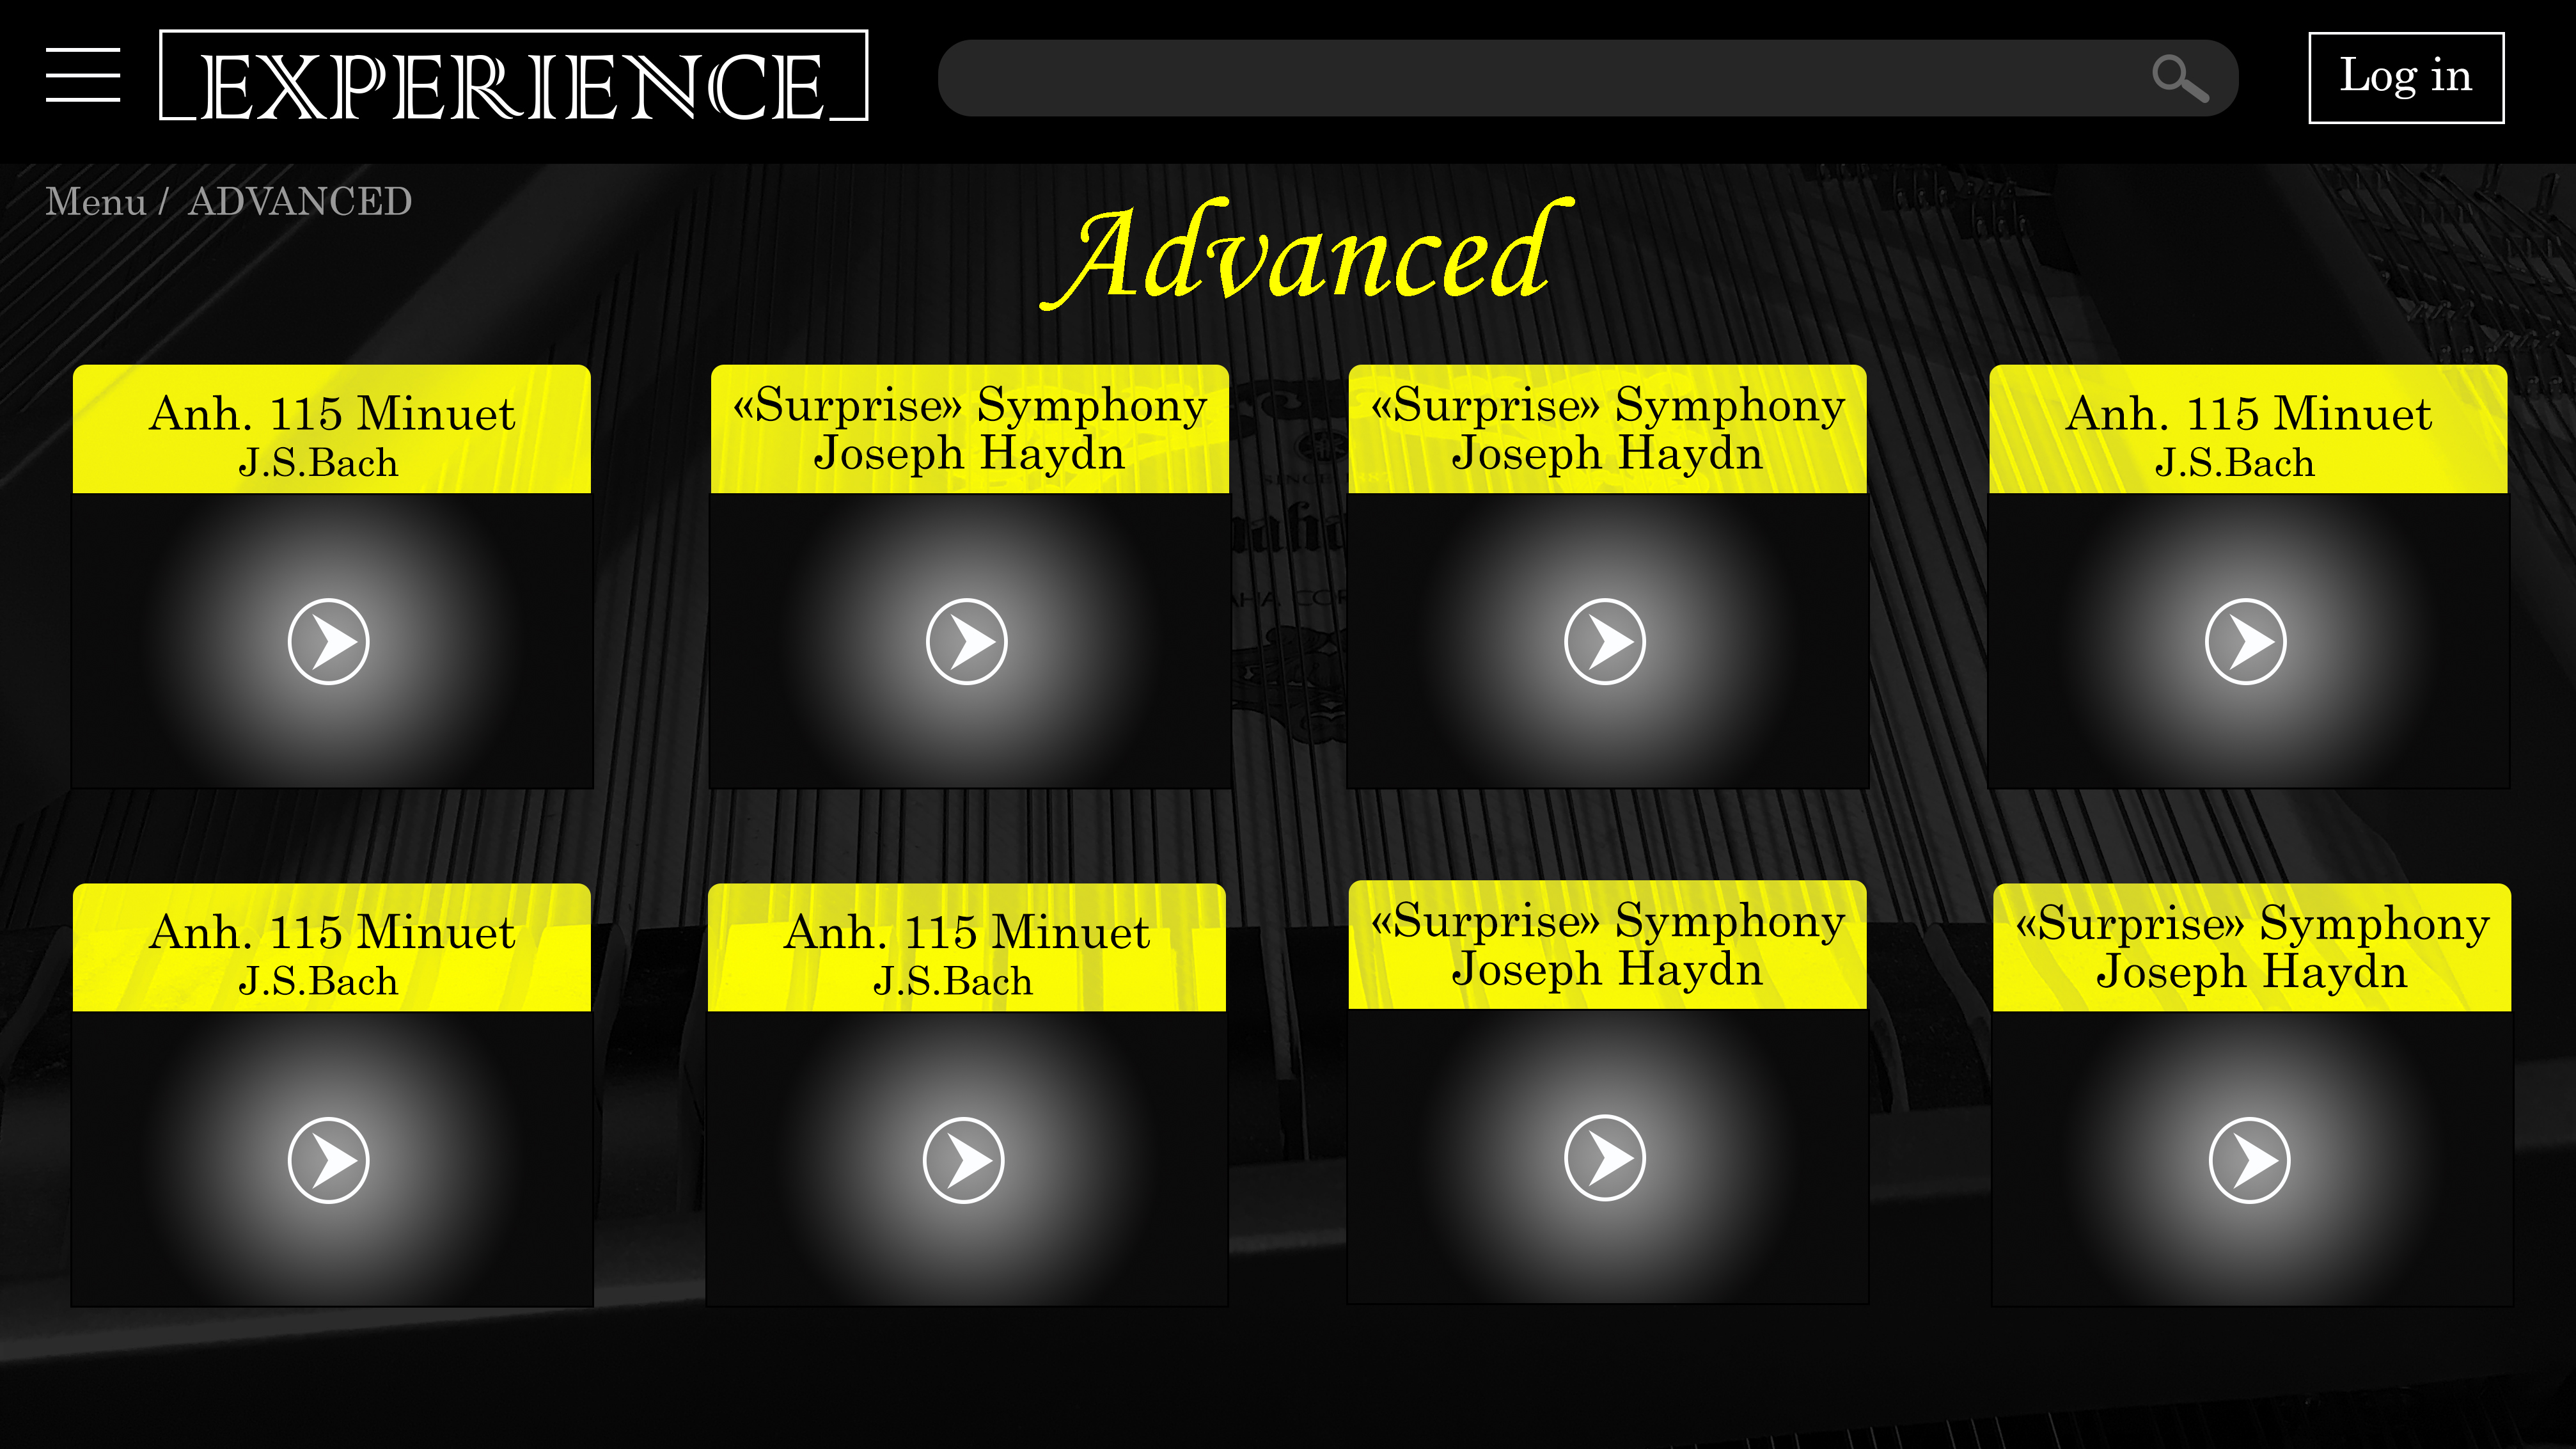 EXPERIENCE
Log in
Menu / ADVANCED
Advanced
Anh. 115 Minuet
J.S.Bach
«Surprise» Symphony
Joseph Haydn
«Surprise» Symphony
Joseph Haydn
Anh. 115 Minuet
J.S.Bach
SINCE
Anh. 115 Minuet
J.S.Bach
Anh. 115 Minuet
J.S.Bach
«Surprise» Symphony
Joseph Haydn
«Surprise» Symphony
Joseph Haydn